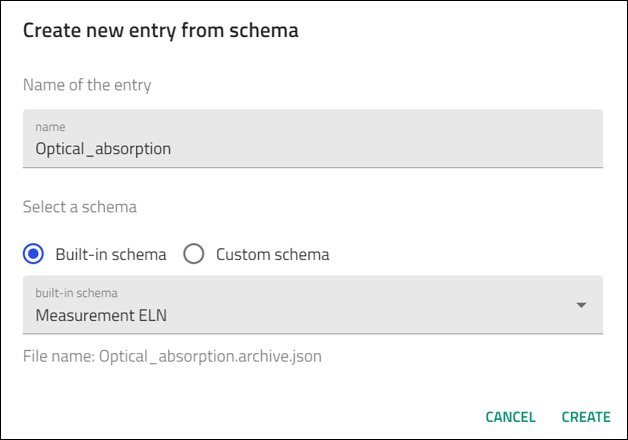 Create new entry from schema
Name of the entry
name
Optical_absorption
Select a schema
Built-in schema Custom schema
built-in schema
Measurement ELN
File name: Optical_absorption.archive.json
CANCEL CREATE